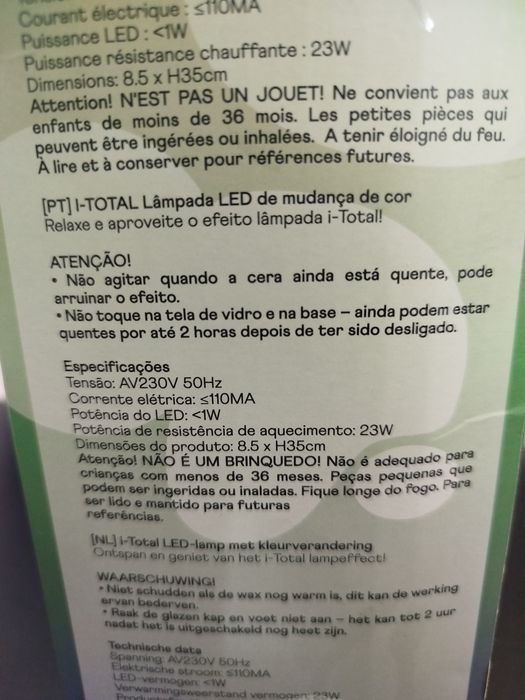 Courant électrique : ≤110MA
Puissance LED : <1W
Puissance résistance chauffante : 23W
Dimensions: 8.5 x H35cm
Attention! N'EST PAS UN JOUET! Ne convient pas aux
enfants de moins de 36 mois. Les petites pièces qui
peuvent être ingérées ou inhalées. A tenir éloigné du feu.
À lire et à conserver pour références futures.
[PT] I-TOTAL Lâmpada LED de mudança de cor
Relaxe e aproveite o efeito lâmpada i-Total!
ATENÇÃO!
• Não agitar quando a cera ainda está quente, pode
arruinar o efeito.
• Não toque na tela de vidro e na base – ainda podem estar
quentes por até 2 horas depois de ter sido desligado.
Especificações
Tensão: AV230V 50Hz
Corrente elétrica: ≤110MA
Potência do LED: <1W
Potência de resistência de aquecimento: 23W
Dimensões do produto: 8.5 x H35cm
Atenção! NÃO É UM BRINQUEDO! Não é adequado para
crianças com menos de 36 meses. Peças pequenas que
podem ser ingeridas ou inaladas. Fique longe do fogo. Para
ser lido e mantido para futuras
referências.
[NL] i-Total LED-lamp met kleurverandering
Ontspan en geniet van het i-Total lampeffect!
WAARSCHUWING!
• Niet schudden als de wax nog warm is, dit kan de werking
ervan bederven.
• Raak de glazen kap en voet niet aan – het kan tot 2 uur
nadat het is uitgeschakeld nog heet zijn.
Technische data
Spanning: AV230V 50Hz
Elektrische stroom: ≤110MA
LED-vermogen: <1W
Verwarmingsweerstand vermogen: 23W